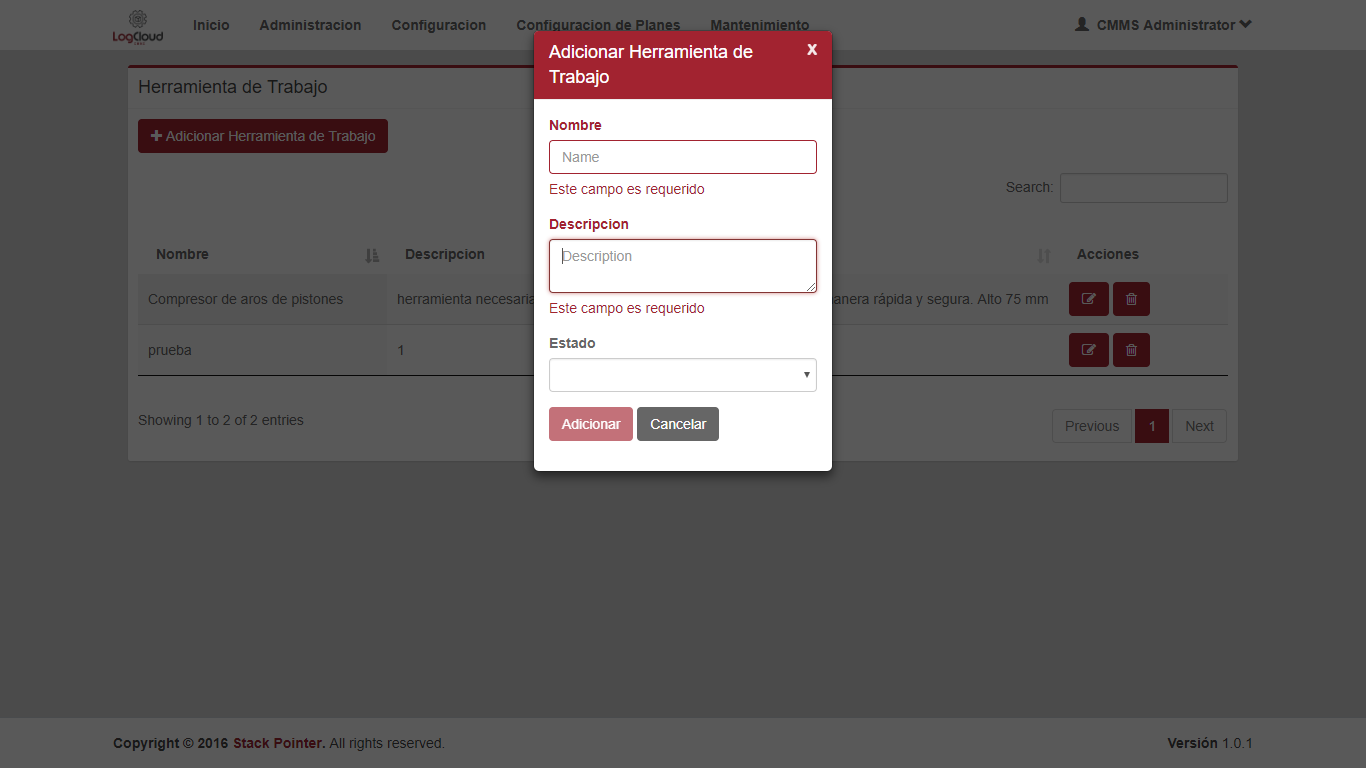 LogCloud
Inicio Administracion Configuracion Configuracion de Planes Mantenimiento CMMS Administrator
Adicionar Herramienta de
Trabajo
x
Herramienta de Trabajo
Adicionar Herramienta de Trabajo
Nombre
Name
Este campo es requerido
Search:
Descripcion
Description
Este campo es requerido
Estado
Adicionar Cancelar
Nombre Descripcion Acciones
Compresor de aros de pistones herramienta necesaria anera rápida y segura. Alto 75 mm
prueba 1
Showing 1 to 2 of 2 entries
Previous 1 Next
Copyright © 2016 Stack Pointer. All rights reserved.
Versión 1.0.1